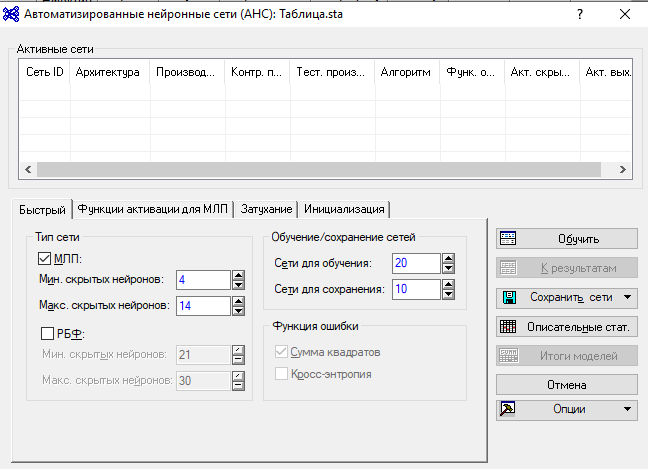 Автоматизированные нейронные сети (АНС): Таблица.sta
Активные сети
Сеть ID Архитектура Производ... Контр. п... Тест. произ... Алгоритм Функ. о... Акт. скры... Акт. вых.
Быстрый Функции активации для МЛП Затухание Инициализация
Тип сети
МЛП:
Мин. скрытых нейронов: 4
Макс. скрытых нейронов: 14
РБФ:
Мин. скрытых нейронов: 21
Макс. скрытых нейронов: 30
Обучение/сохранение сетей
Сети для обучения: 20
Сети для сохранения: 10
Функция ошибки
Сумма квадратов
Кросс-энтропия
Обучить
К результатам
Сохранить сети
Описательные стат.
Итоги моделей
Отмена
Опции